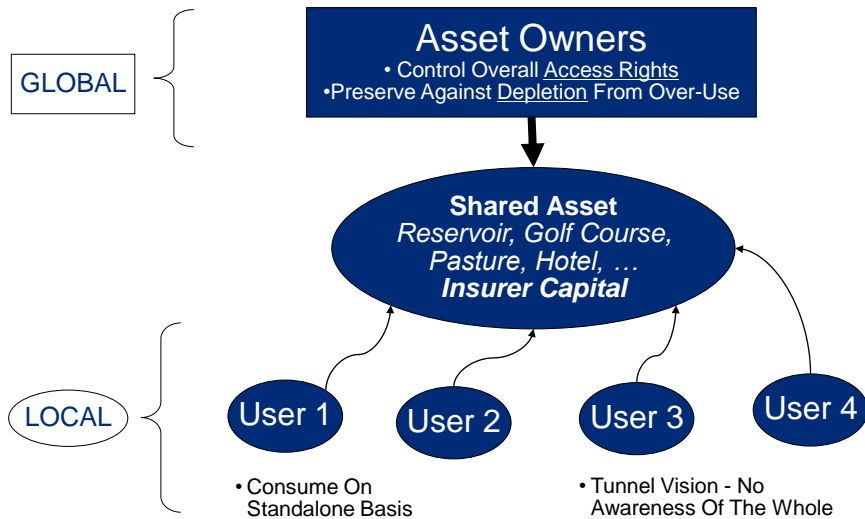 Asset Owners
• Control Overall Access Rights
•Preserve Against Depletion From Over-Use
GLOBAL
Shared Asset
Reservoir, Golf Course,
Pasture, Hotel, …
Insurer Capital
LOCAL
User 1
User 2
User 3
User 4
• Consume On
Standalone Basis
• Tunnel Vision - No
Awareness Of The Whole